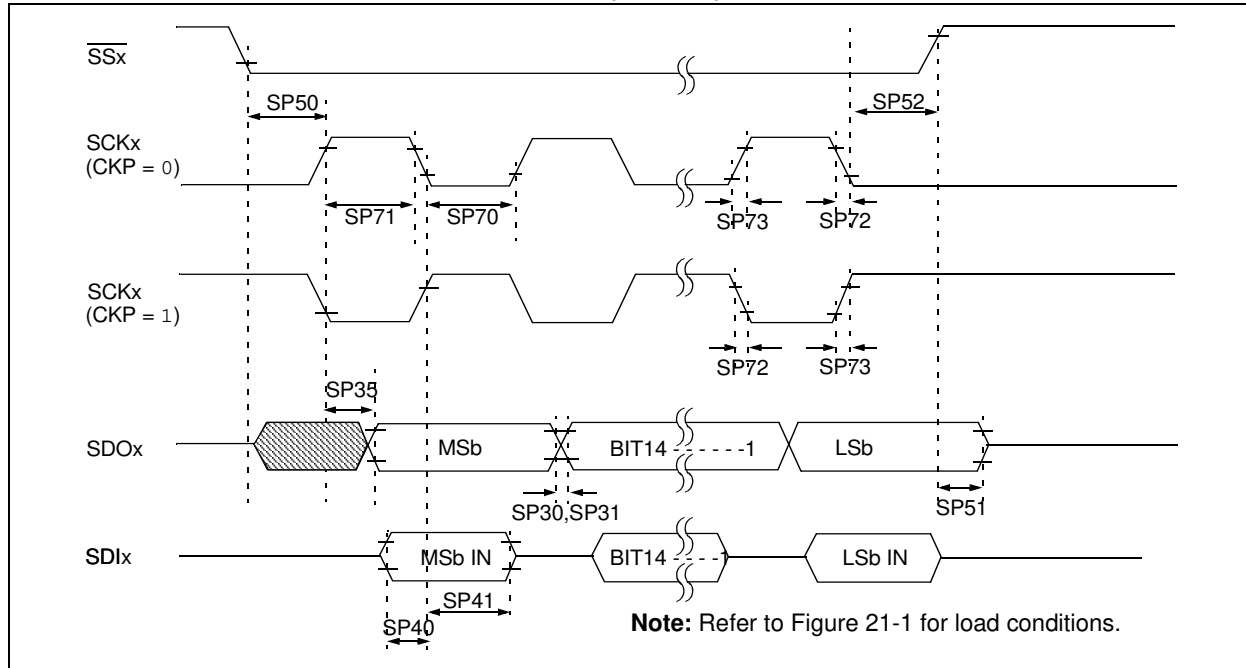 SSx
SP50
SP52
SCKx
(CKP = 0)
SP71
SP70
SP73
SP72
SCKx
(CKP = 1)
SP72
SP73
SP35
SDOx
MSb
BIT14 - - - - - -1
LSb
SP30,SP31
SP51
SDIx
MSb IN
BIT14 - - - - -1
LSb IN
SP41
SP40
Note: Refer to Figure 21-1 for load conditions.